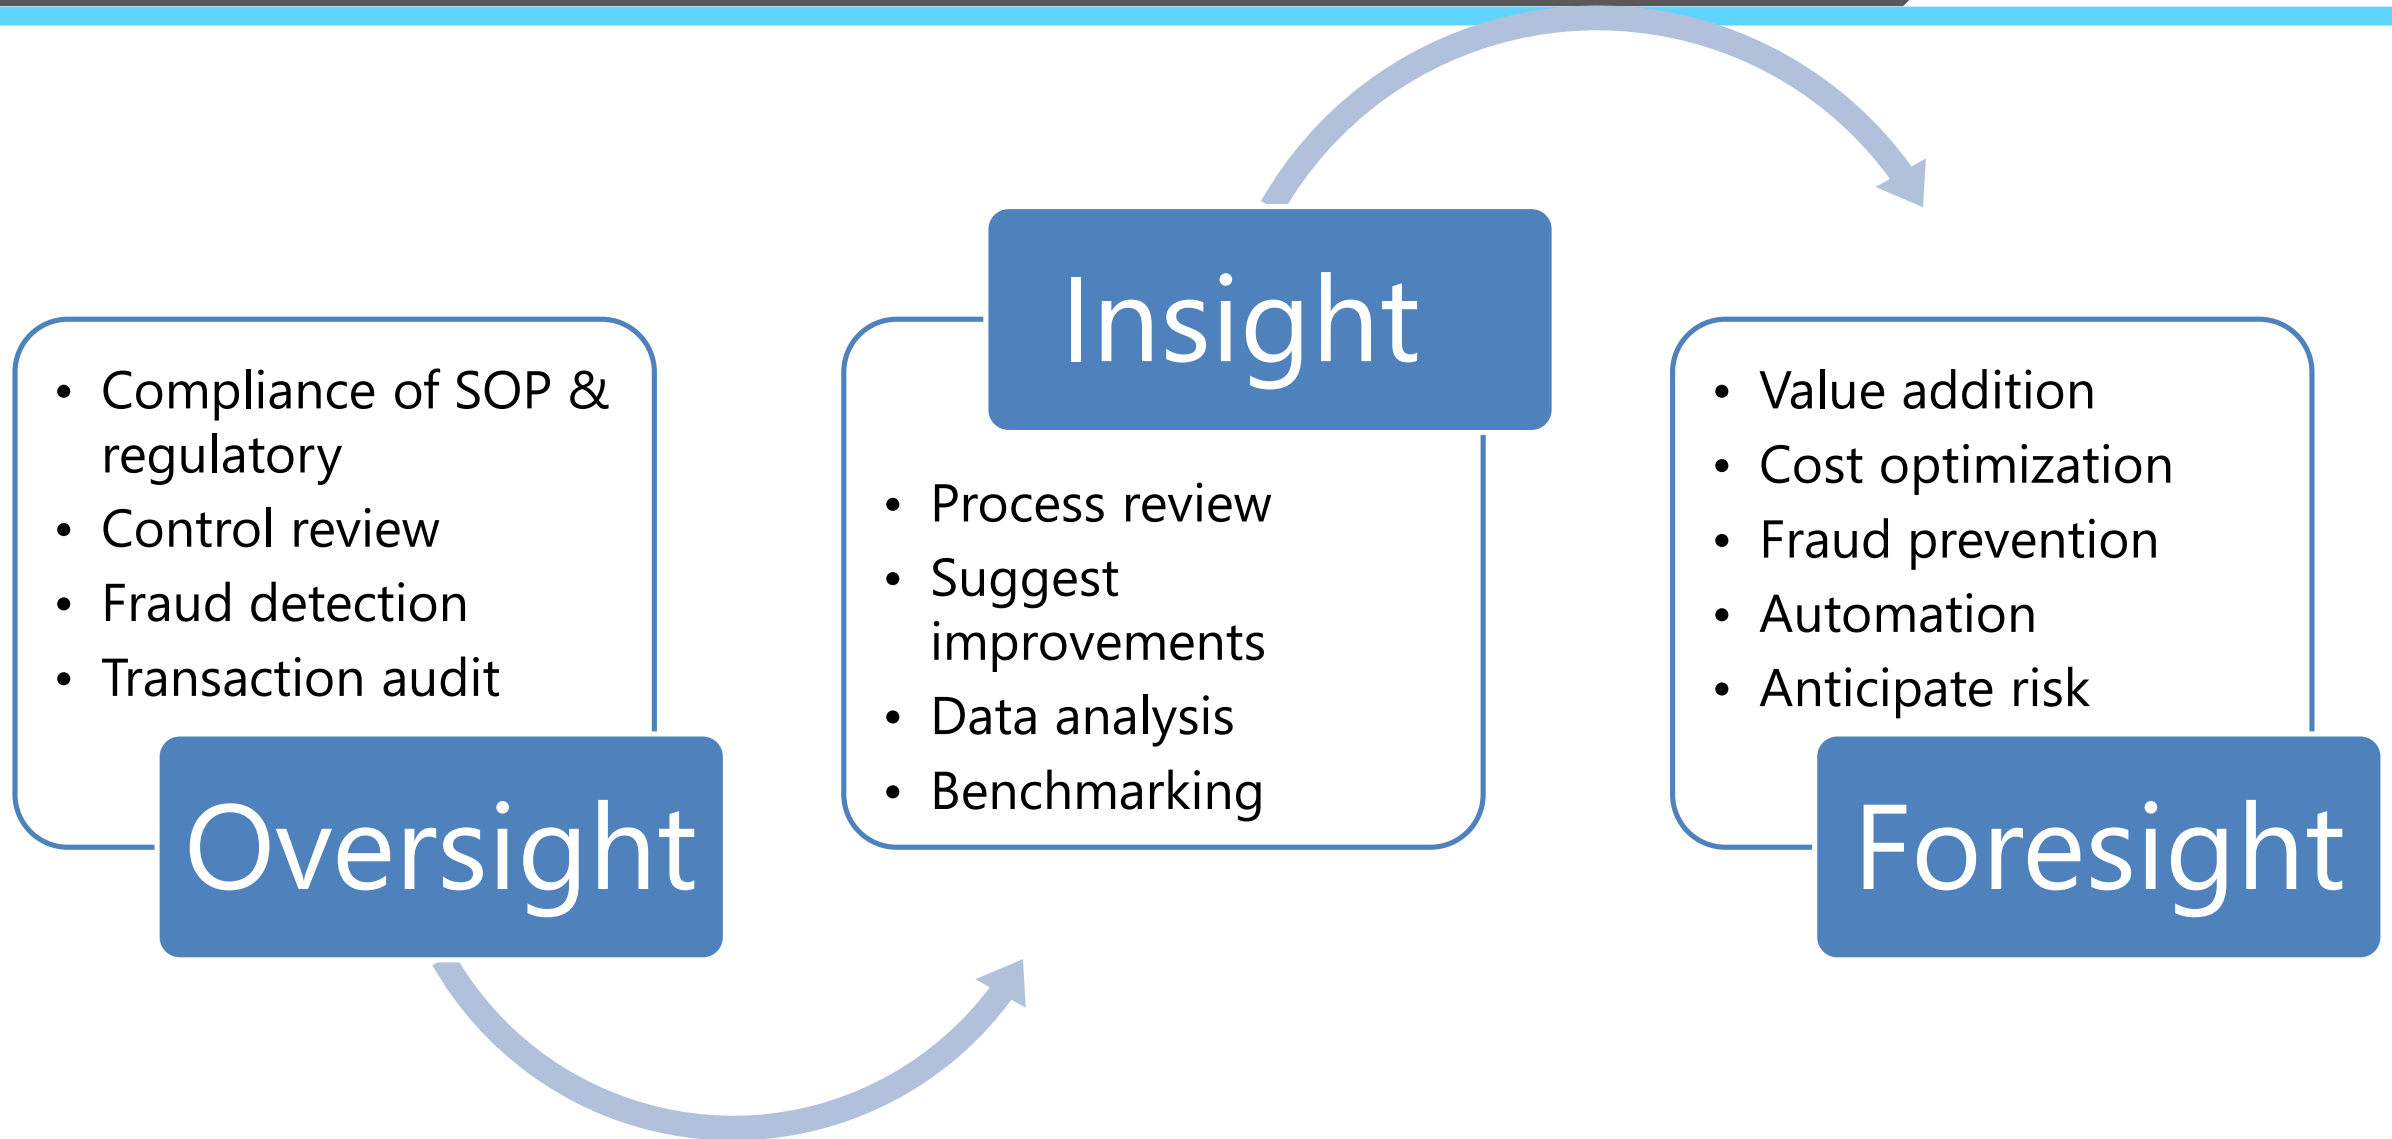 • Compliance of SOP &
regulatory
• Control review
• Fraud detection
• Transaction audit
Oversight
Insight
• Process review
• Suggest
improvements
• Data analysis
• Benchmarking
• Value addition
• Cost optimization
• Fraud prevention
• Automation
• Anticipate risk
Foresight